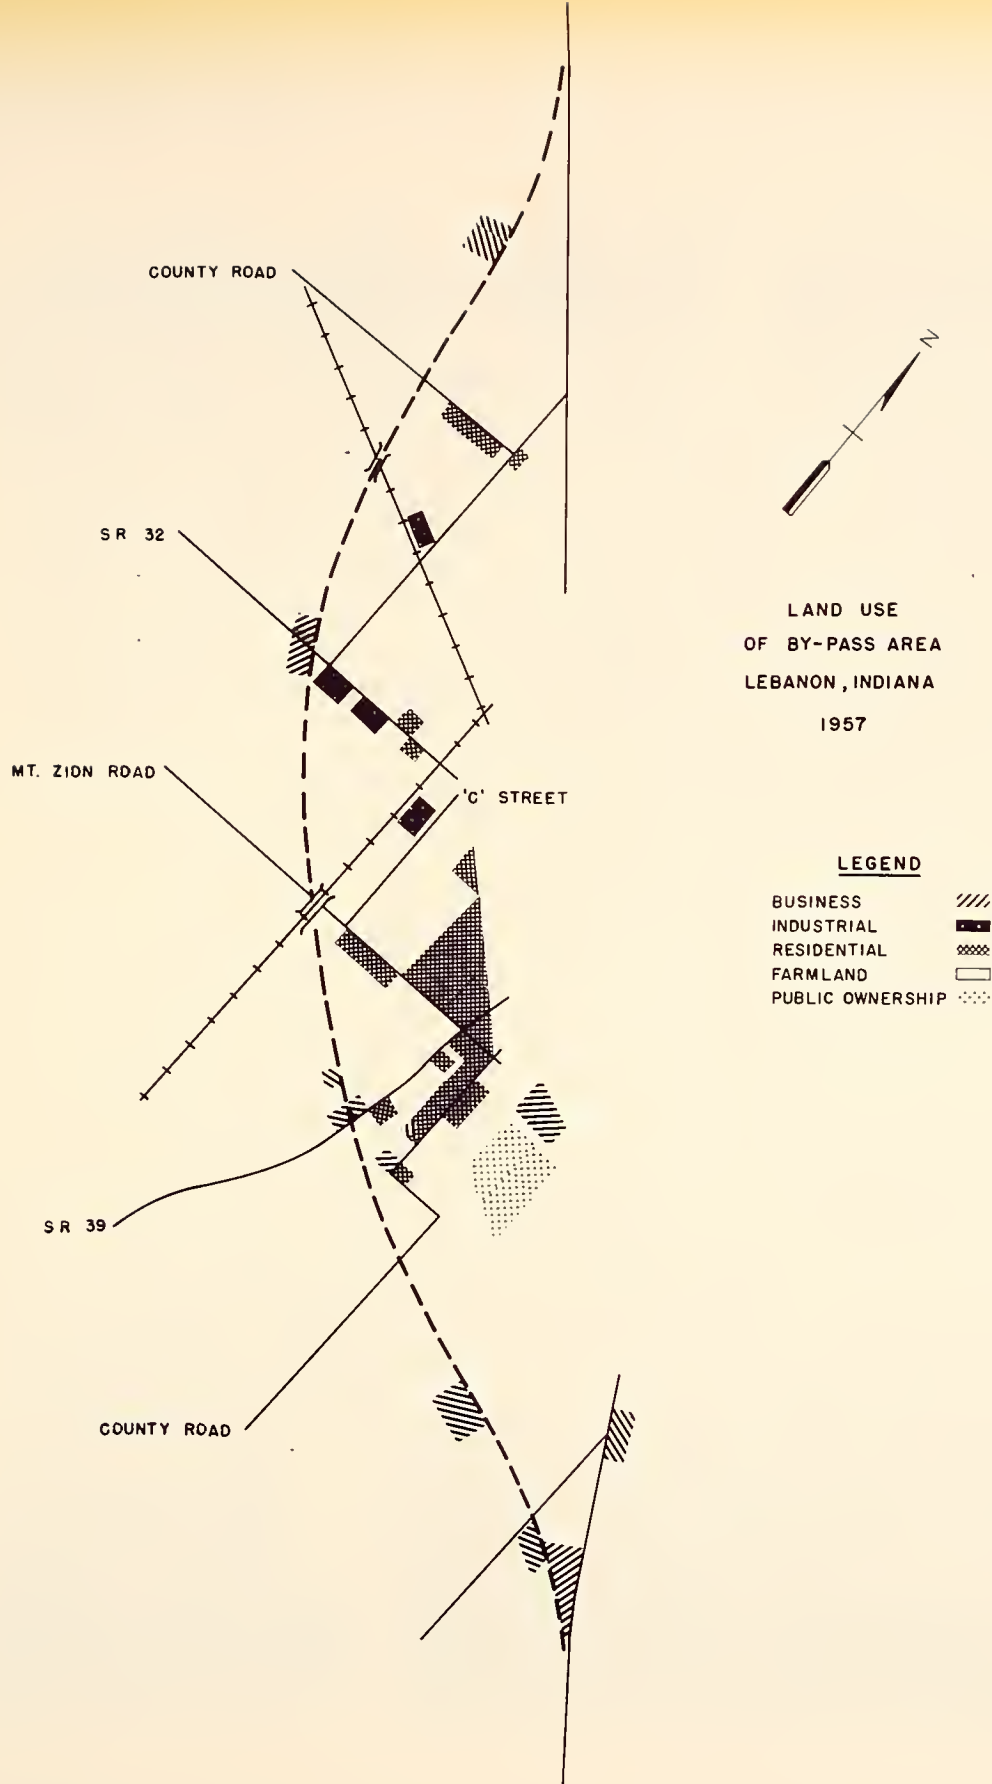 COUNTY ROAD
N
SR 32
LAND USE
OF BY-PASS AREA
LEBANON, INDIANA
1957
MT. ZION ROAD
'C' STREET
LEGEND
BUSINESS
INDUSTRIAL
RESIDENTIAL
FARMLAND
PUBLIC OWNERSHIP
SR 39
COUNTY ROAD